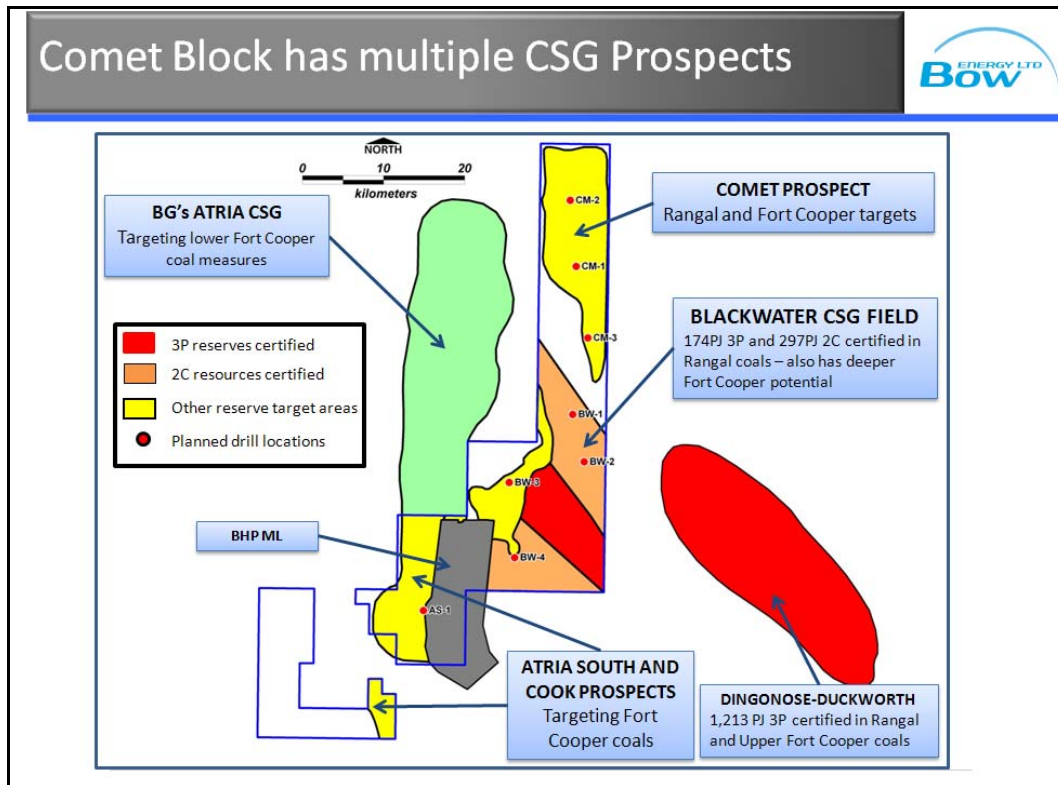 Comet Block has multiple CSG Prospects
BOW
ENERGY LTD
NORTH
0 10 20
kilometers
BG's ATRIA CSG
Targeting lower Fort Cooper
coal measures
COMET PROSPECT
Rangal and Fort Cooper targets
CM-2
CM-1
CM-3
BLACKWATER CSG FIELD
174PJ 3P and 297PJ 2C certified in
Rangal coals – also has deeper
Fort Cooper potential
3P reserves certified
2C resources certified
Other reserve target areas
Planned drill locations
BW-1
BW-2
BW-3
BW-4
BHP ML
AS-1
ATRIA SOUTH AND
COOK PROSPECTS
Targeting Fort
Cooper coals
DINGONOSE-DUCKWORTH
1,213 PJ 3P certified in Rangal
and Upper Fort Cooper coals